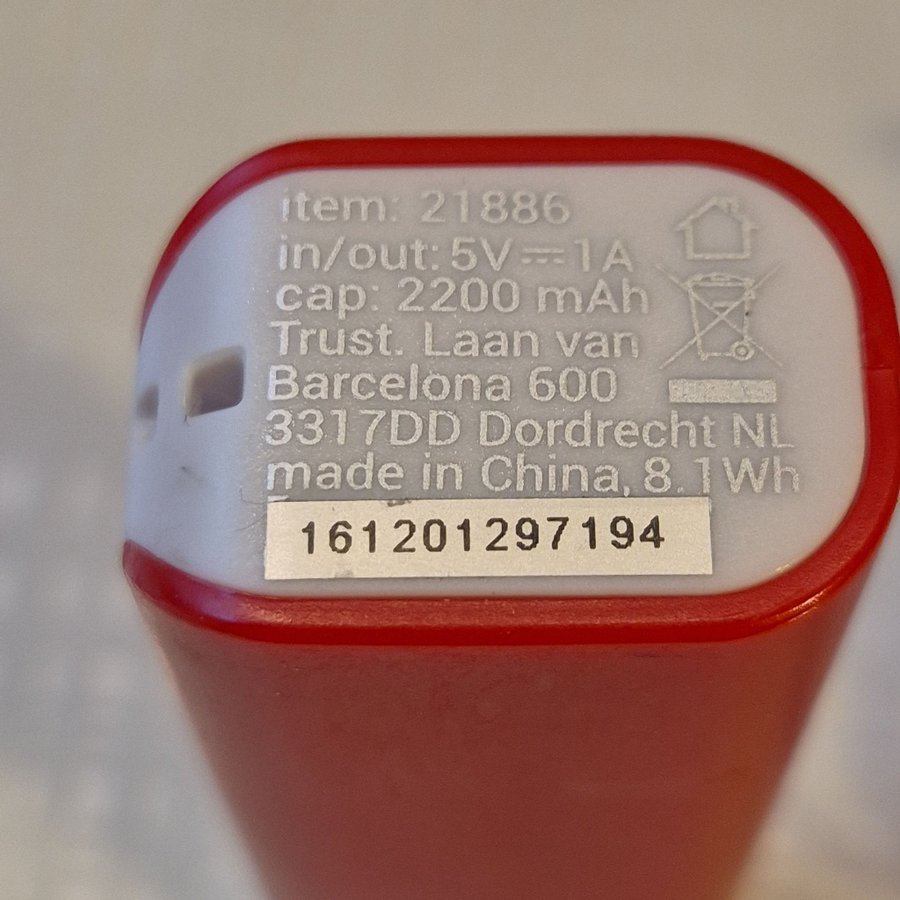 item: 21886
in/out: 5V⎓1A
cap: 2200 mAh
Trust. Laan van
Barcelona 600
3317DD Dordrecht NL
made in China, 8.1Wh
161201297194